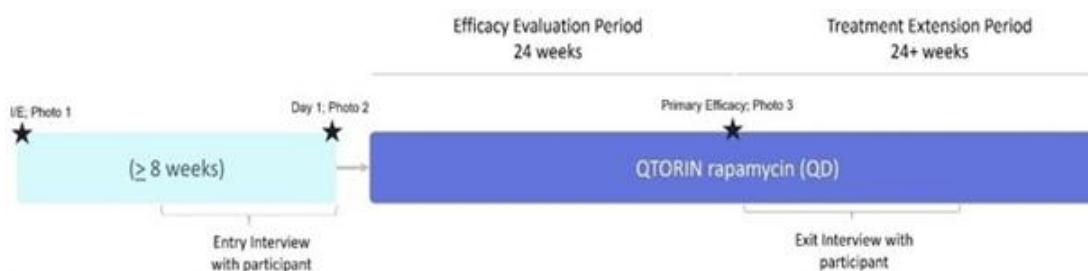 Efficacy Evaluation Period
24 weeks
Treatment Extension Period
24+ weeks
I/E; Photo 1
Day 1; Photo 2
Primary Efficacy; Photo 3
(≥ 8 weeks)
QTORIN rapamycin (QD)
Entry Interview
with participant
Exit Interview with
participant